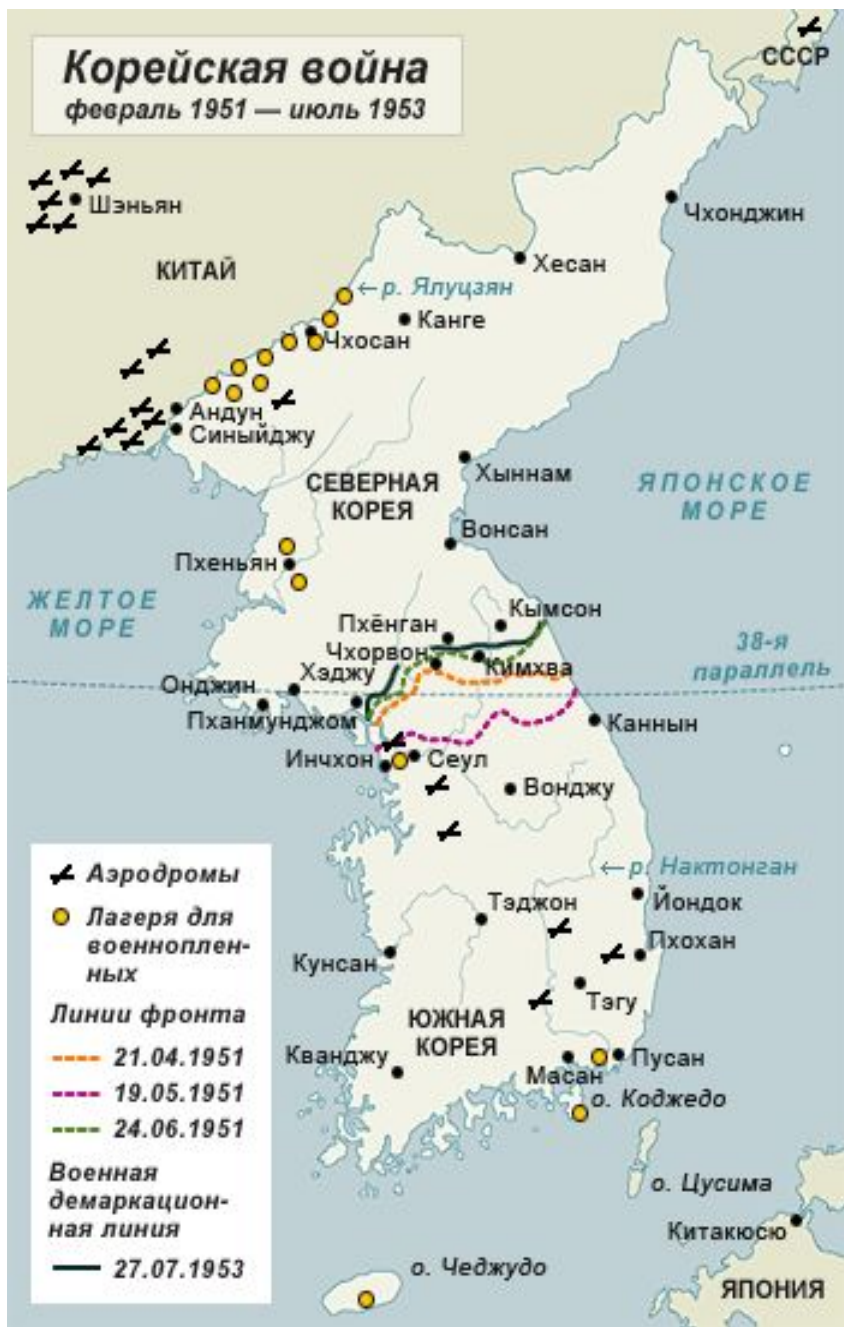 Корейская война
февраль 1951 — июль 1953
СССР
Шэньян
Чхонджин
КИТАЙ
Хесан
← р. Ялуцзян
Канге
Чхосан
Андун
Синыйджу
Хыннам
СЕВЕРНАЯ
КОРЕЯ
ЯПОНСКОЕ
МОРЕ
Вонсан
Пхеньян
ЖЕЛТОЕ
МОРЕ
Кымсон
Пхёнган
Чхорвон
Кимхва
38-я
параллель
Хэджу
Онджин
Пханмунджом
Каннын
Инчхон
Сеул
Вонджу
← р. Нактонган
Тэджон
Йондок
Пхохан
Кунсан
Тэгу
ЮЖНАЯ
КОРЕЯ
Кванджу
Масан
Пусан
о. Коджедо
о. Цусима
Китакюсю
о. Чеджудо
ЯПОНИЯ
Аэродромы
Лагеря для
военноплен-
ных
Линии фронта
21.04.1951
19.05.1951
24.06.1951
Военная
демаркацион-
ная линия
27.07.1953